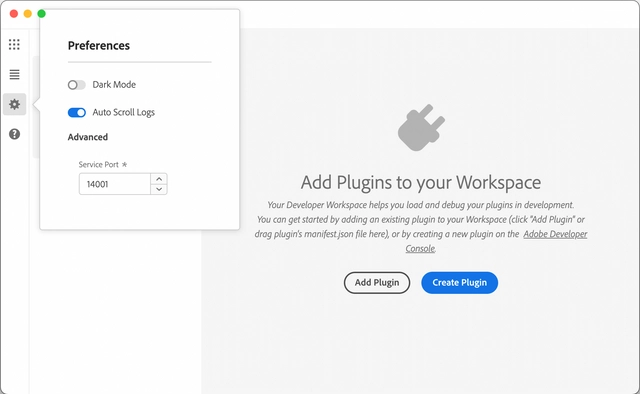 Preferences
Dark Mode
Auto Scroll Logs
Advanced
Service Port *
14001
Add Plugins to your Workspace
Your Developer Workspace helps you load and debug your plugins in development.
You can get started by adding an existing plugin to your Workspace (click "Add Plugin" or
drag plugin's manifest.json file here), or by creating a new plugin on the Adobe Developer
Console.
Add Plugin
Create Plugin